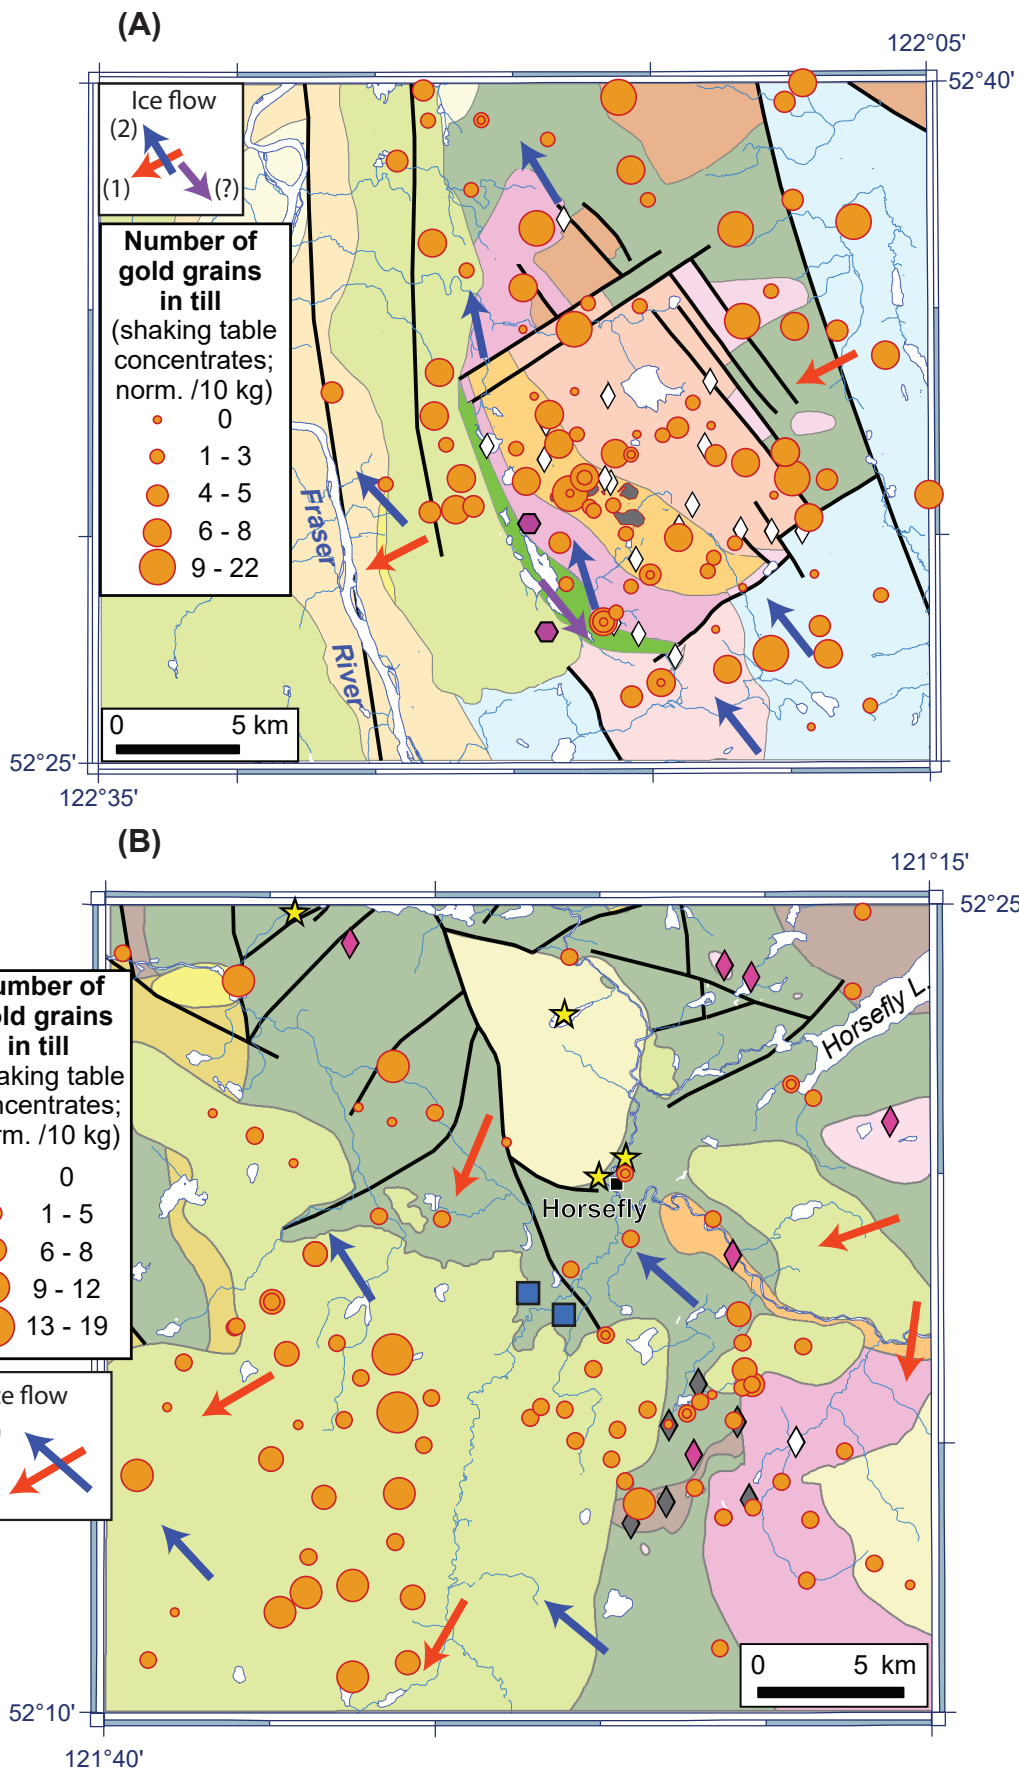 (A)
122°05'
52°40'
Ice flow
(2)
(1)
(?)
Number of
gold grains
in till
(shaking table
concentrates;
norm. /10 kg)
0
1 - 3
4 - 5
6 - 8
9 - 22
Fraser
River
0 5 km
52°25'
122°35'
(B)
121°15'
52°25
umber of
ld grains
in till
aking table
ncentrates;
rm. /10 kg)
0
1 - 5
6 - 8
9 - 12
13 - 19
Horsefly L.
Horsefly
e flow
0 5 km
52°10'
121°40'